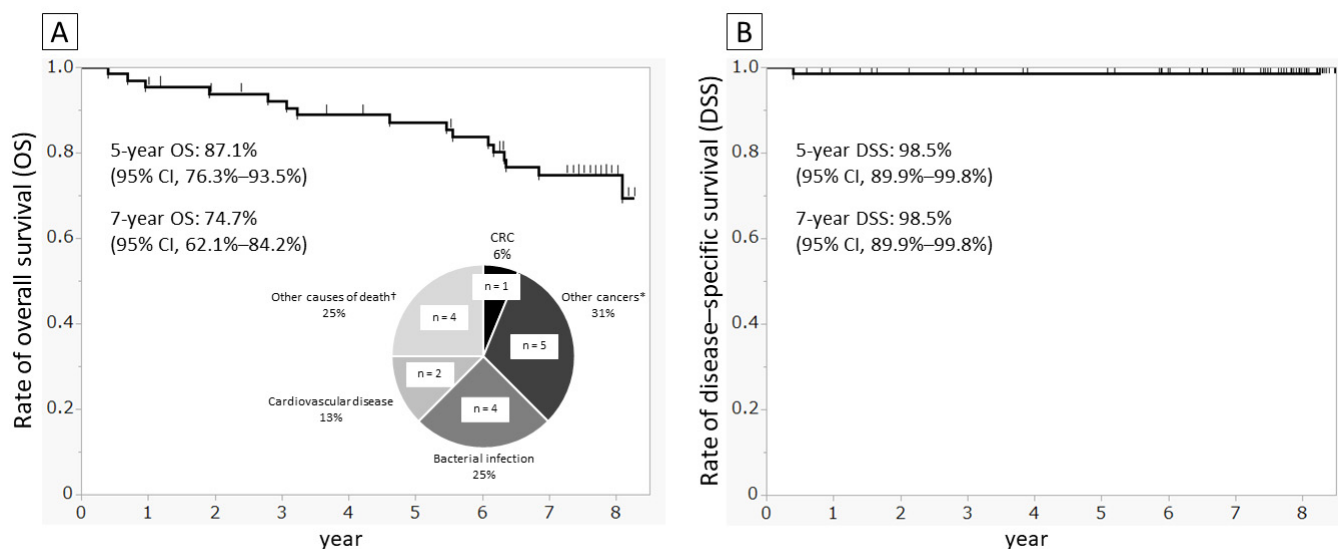 A
Rate of overall survival (OS)
1.0
0.8
0.6
0.4
0.2
0
0 1 2 3 4 5 6 7 8
year
5-year OS: 87.1%
(95% CI, 76.3%–93.5%)
7-year OS: 74.7%
(95% CI, 62.1%–84.2%)
CRC
6%
n = 1
Other cancers*
31%
n = 5
Bacterial infection
25%
n = 4
Cardiovascular disease
13%
n = 2
Other causes of death†
25%
n = 4
B
Rate of disease–specific survival (DSS)
1.0
0.8
0.6
0.4
0.2
0
0 1 2 3 4 5 6 7 8
year
5-year DSS: 98.5%
(95% CI, 89.9%–99.8%)
7-year DSS: 98.5%
(95% CI, 89.9%–99.8%)